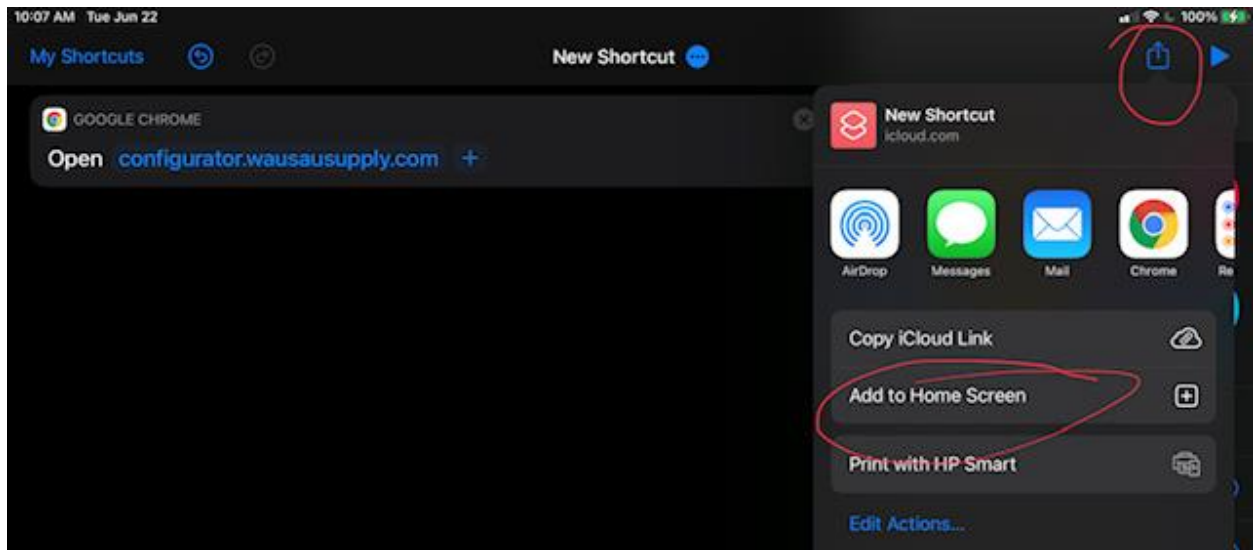 10:07 AM Tue Jun 22
100%
My Shortcuts
New Shortcut
GOOGLE CHROME
Open configurator.wausausupply.com +
New Shortcut
icloud.com
AirDrop Messages Mail Chrome Re
Copy iCloud Link
Add to Home Screen
Print with HP Smart
Edit Actions...